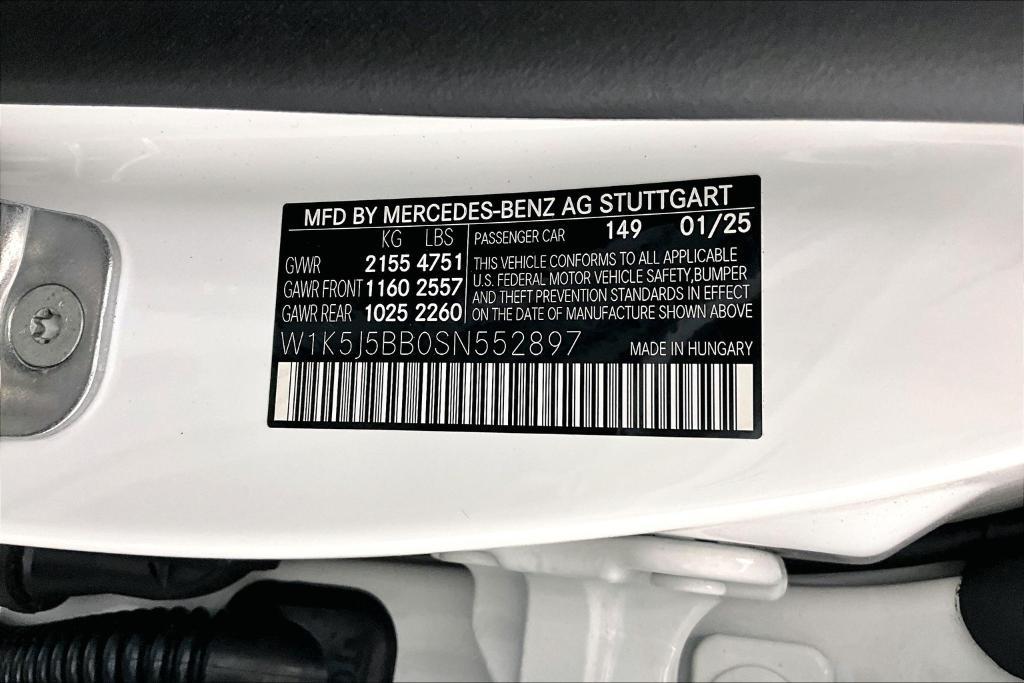 MFD BY MERCEDES-BENZ AG STUTTGART
KG LBS
GVWR 2155 4751
GAWR FRONT 1160 2557
GAWR REAR 1025 2260
PASSENGER CAR 149 01/25
THIS VEHICLE CONFORMS TO ALL APPLICABLE
U.S. FEDERAL MOTOR VEHICLE SAFETY,BUMPER
AND THEFT PREVENTION STANDARDS IN EFFECT
ON THE DATE OF MANUFACTURE SHOWN ABOVE
W1K5J5BB0SN552897
MADE IN HUNGARY